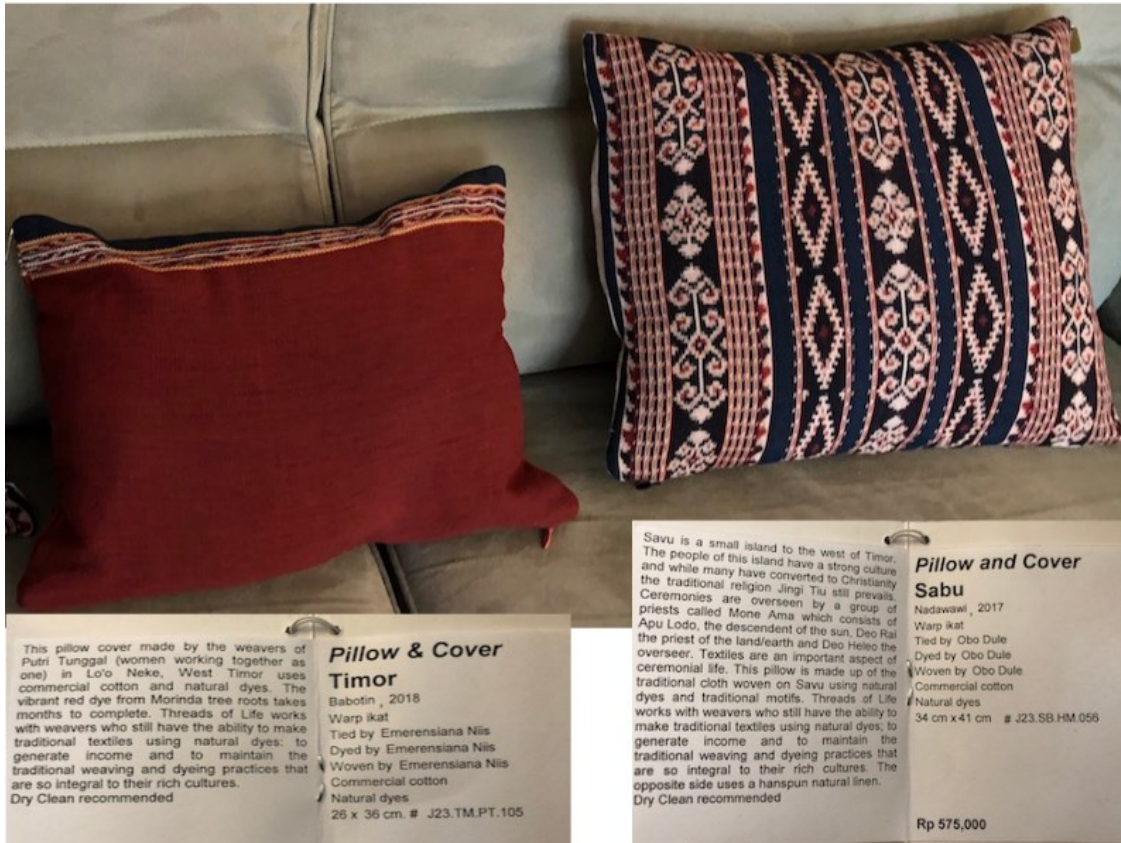 This pillow cover made by the weavers of
Putri Tunggal (women working together as
one) in Lo'o Neke, West Timor uses
commercial cotton and natural dyes. The
vibrant red dye from Morinda tree roots takes
months to complete. Threads of Life works
with weavers who still have the ability to make
traditional textiles using natural dyes; to
generate income and to maintain the
traditional weaving and dyeing practices that
are so integral to their rich cultures.
Dry Clean recommended
Pillow & Cover
Timor
Babotin , 2018
Warp ikat
Tied by Emerensiana Niis
Dyed by Emerensiana Niis
Woven by Emerensiana Niis
Commercial cotton
Natural dyes
26 x 36 cm. # J23.TM.PT.105
Savu is a small island to the west of Timor.
The people of this island have a strong culture
and while many have converted to Christianity
the traditional religion Jingi Tiu still prevails.
Ceremonies are overseen by a group of
priests called Mone Ama which consists of
Apu Lodo, the descendent of the sun, Deo Rai
the priest of the land/earth and Deo Heleo the
overseer. Textiles are an important aspect of
ceremonial life. This pillow is made up of the
traditional cloth woven on Savu using natural
dyes and traditional motifs. Threads of Life
works with weavers who still have the ability to
make traditional textiles using natural dyes; to
generate income and to maintain the
traditional weaving and dyeing practices that
are so integral to their rich cultures. The
opposite side uses a hanspun natural linen.
Dry Clean recommended
Pillow and Cover
Sabu
Nadawawi , 2017
Warp ikat
Tied by Obo Dule
Dyed by Obo Dule
Woven by Obo Dule
Commercial cotton
Natural dyes
34 cm x 41 cm # J23.SB.HM.056
Rp 575,000